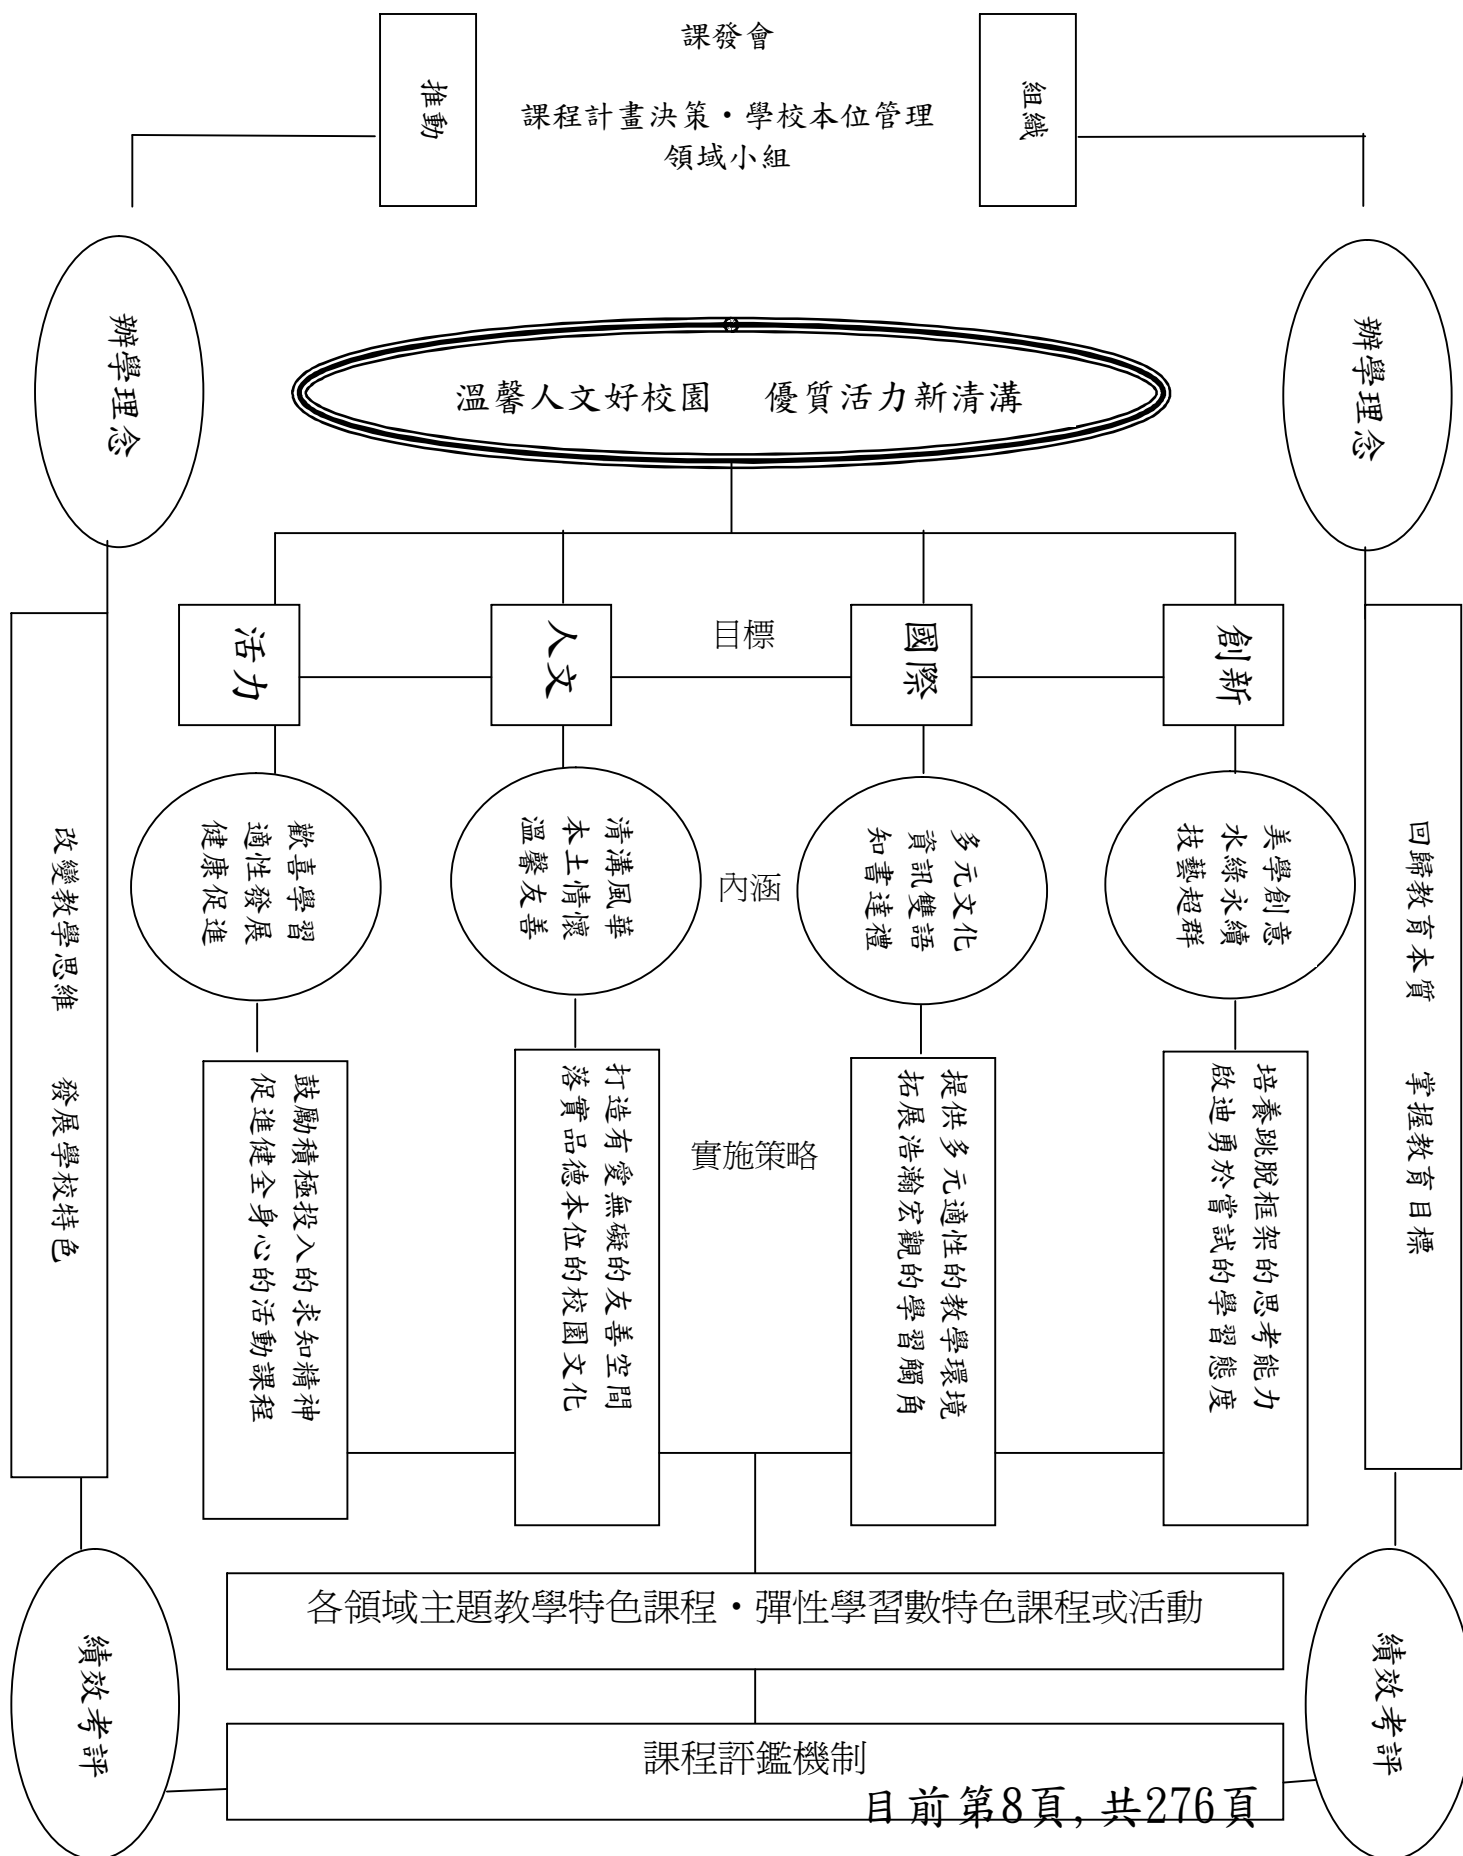 課發會
推動
組織
課程計畫決策・學校本位管理
領域小組
辦學理念
辦學理念
溫馨人文好校園 優質活力新清溝
活力
人文
目標
國際
創新
歡喜學習
適性發展
健康促進
清溝風華
本土情懷
溫馨友善
內涵
多元文化
資訊雙語
知書達禮
美學創意
水綠永續
技藝超群
改變教學思維 發展學校特色
回歸教育本質 掌握教育目標
鼓勵積極投入的求知精神
促進健全身心的活動課程
打造有愛無礙的友善空間
落實品德本位的校園文化
實施策略
提供多元適性的教學環境
拓展浩瀚宏觀的學習觸角
培養跳脫框架的思考能力
啟迪勇於嘗試的學習態度
各領域主題教學特色課程・彈性學習數特色課程或活動
績效考評
績效考評
課程評鑑機制
目前第8頁, 共276頁